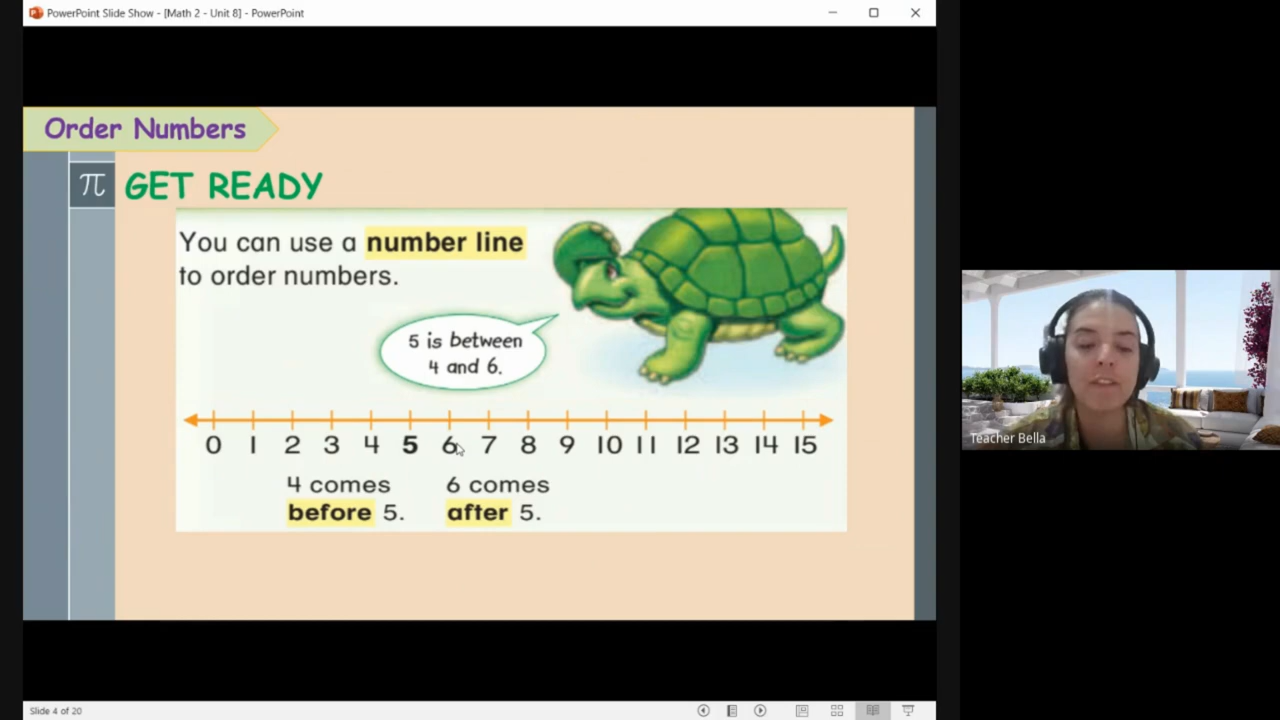 PowerPoint Slide Show - [Math 2 - Unit 8] - PowerPoint
Order Numbers
π GET READY
You can use a number line
to order numbers.
5 is between
4 and 6.
0 1 2 3 4 5 6 7 8 9 10 11 12 13 14 15
4 comes
before 5.
6 comes
after 5.
Teacher Bella
Slide 4 of 20